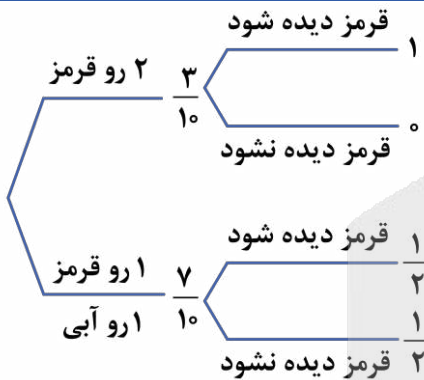 قرمز دیده شود
۱
۲ رو قرمز
۳/۱۰
۰
قرمز دیده نشود
قرمز دیده شود
۱/۲
۱ رو قرمز
۱ رو آبی
۷/۱۰
۱/۲
قرمز دیده نشود